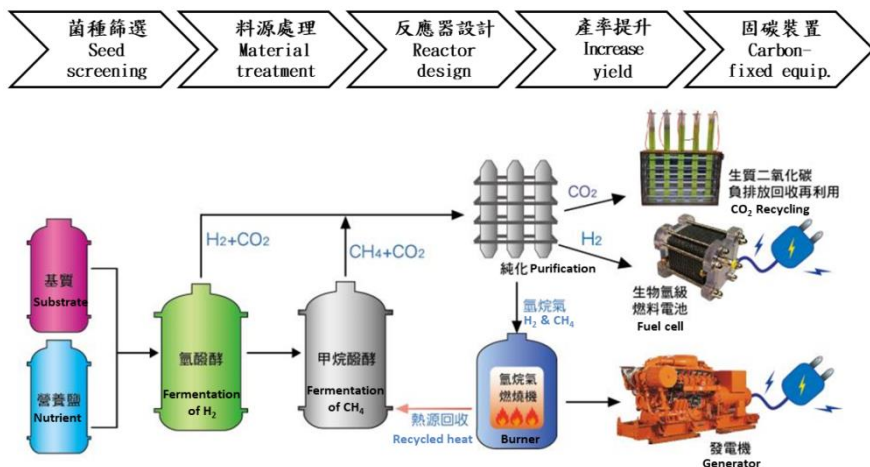 菌種篩選
Seed
screening
料源處理
Material
treatment
反應器設計
Reactor
design
產率提升
Increase
yield
固碳裝置
Carbon-
fixed equip.
基質
Substrate
營養鹽
Nutrient
H₂+CO₂
氫醱酵
Fermentation
of H₂
CH₄+CO₂
甲烷醱酵
Fermentation
of CH₄
純化 Purification
CO₂
H₂
生質二氧化碳
負排放回收再利用
CO₂ Recycling
生物氫級
燃料電池
Fuel cell
氫烷氣
H₂ & CH₄
氫烷氣
燃燒機
Burner
熱源回收
Recycled heat
發電機
Generator